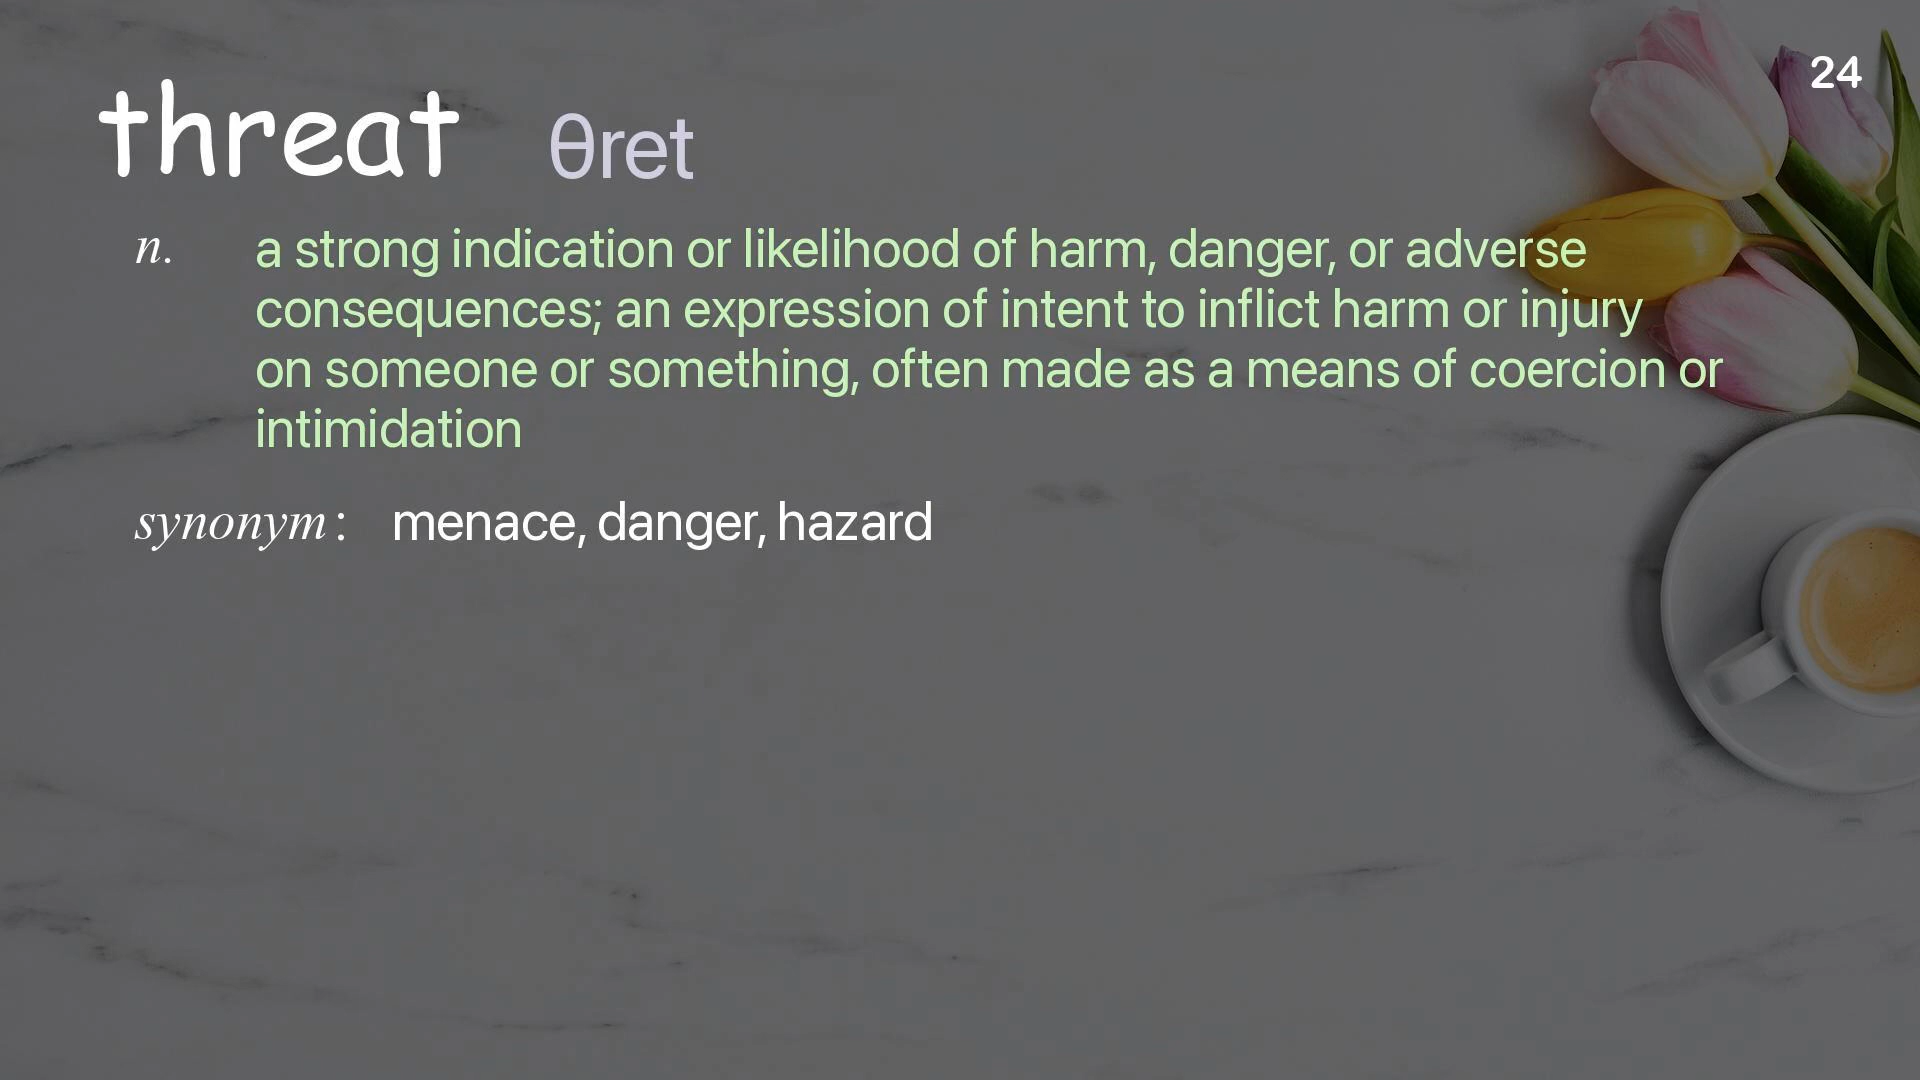 24
threat θret
n. a strong indication or likelihood of harm, danger, or adverse
consequences; an expression of intent to inflict harm or injury
on someone or something, often made as a means of coercion or
intimidation
synonym: menace, danger, hazard